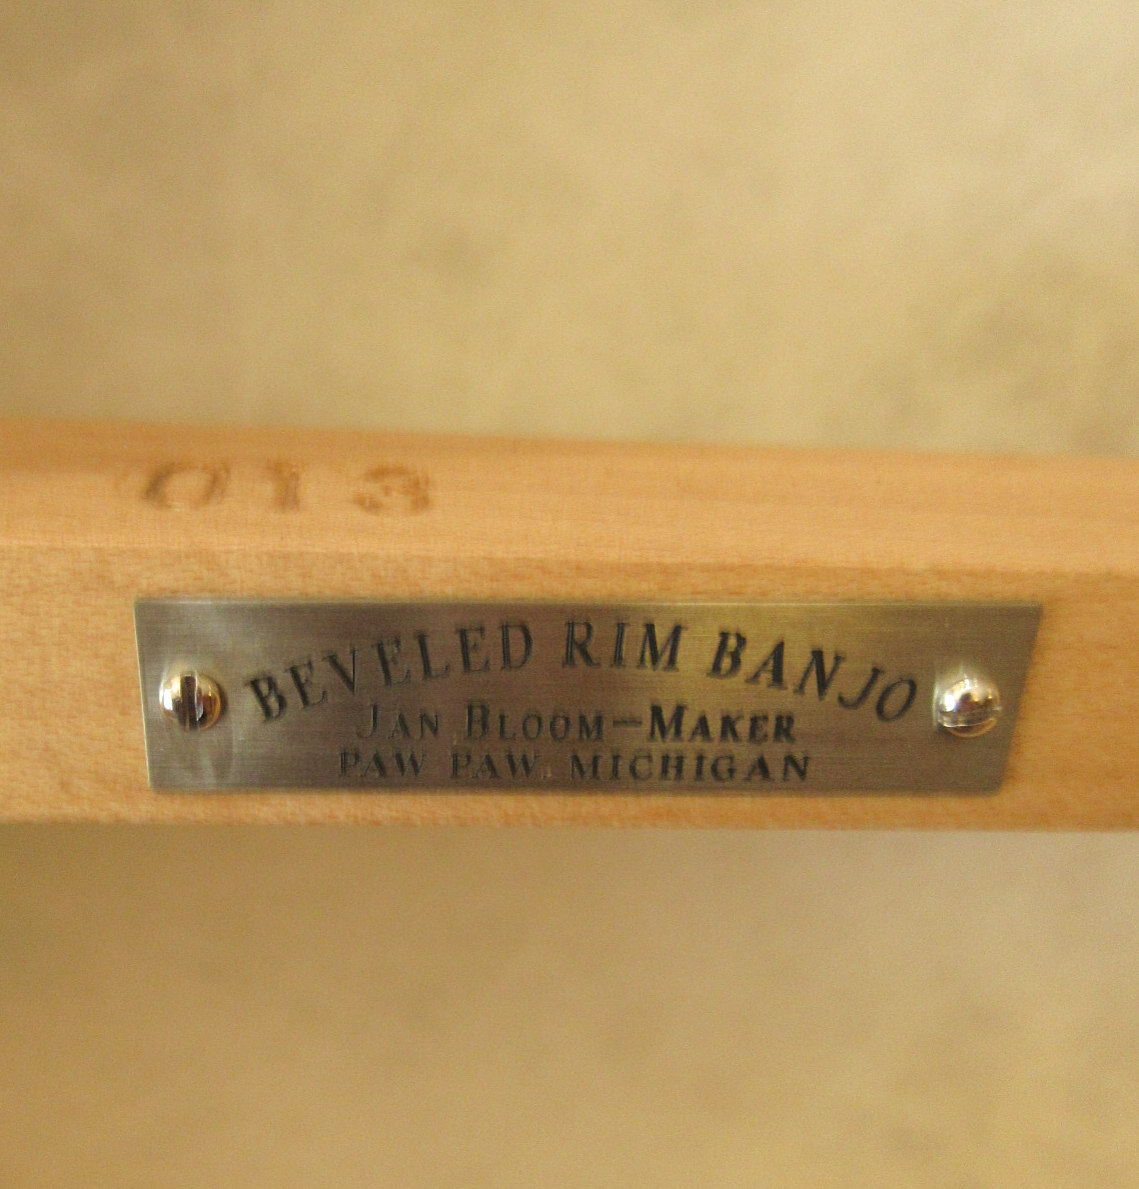 013
BEVELED RIM BANJO
JAN BLOOM-MAKER
PAW PAW, MICHIGAN